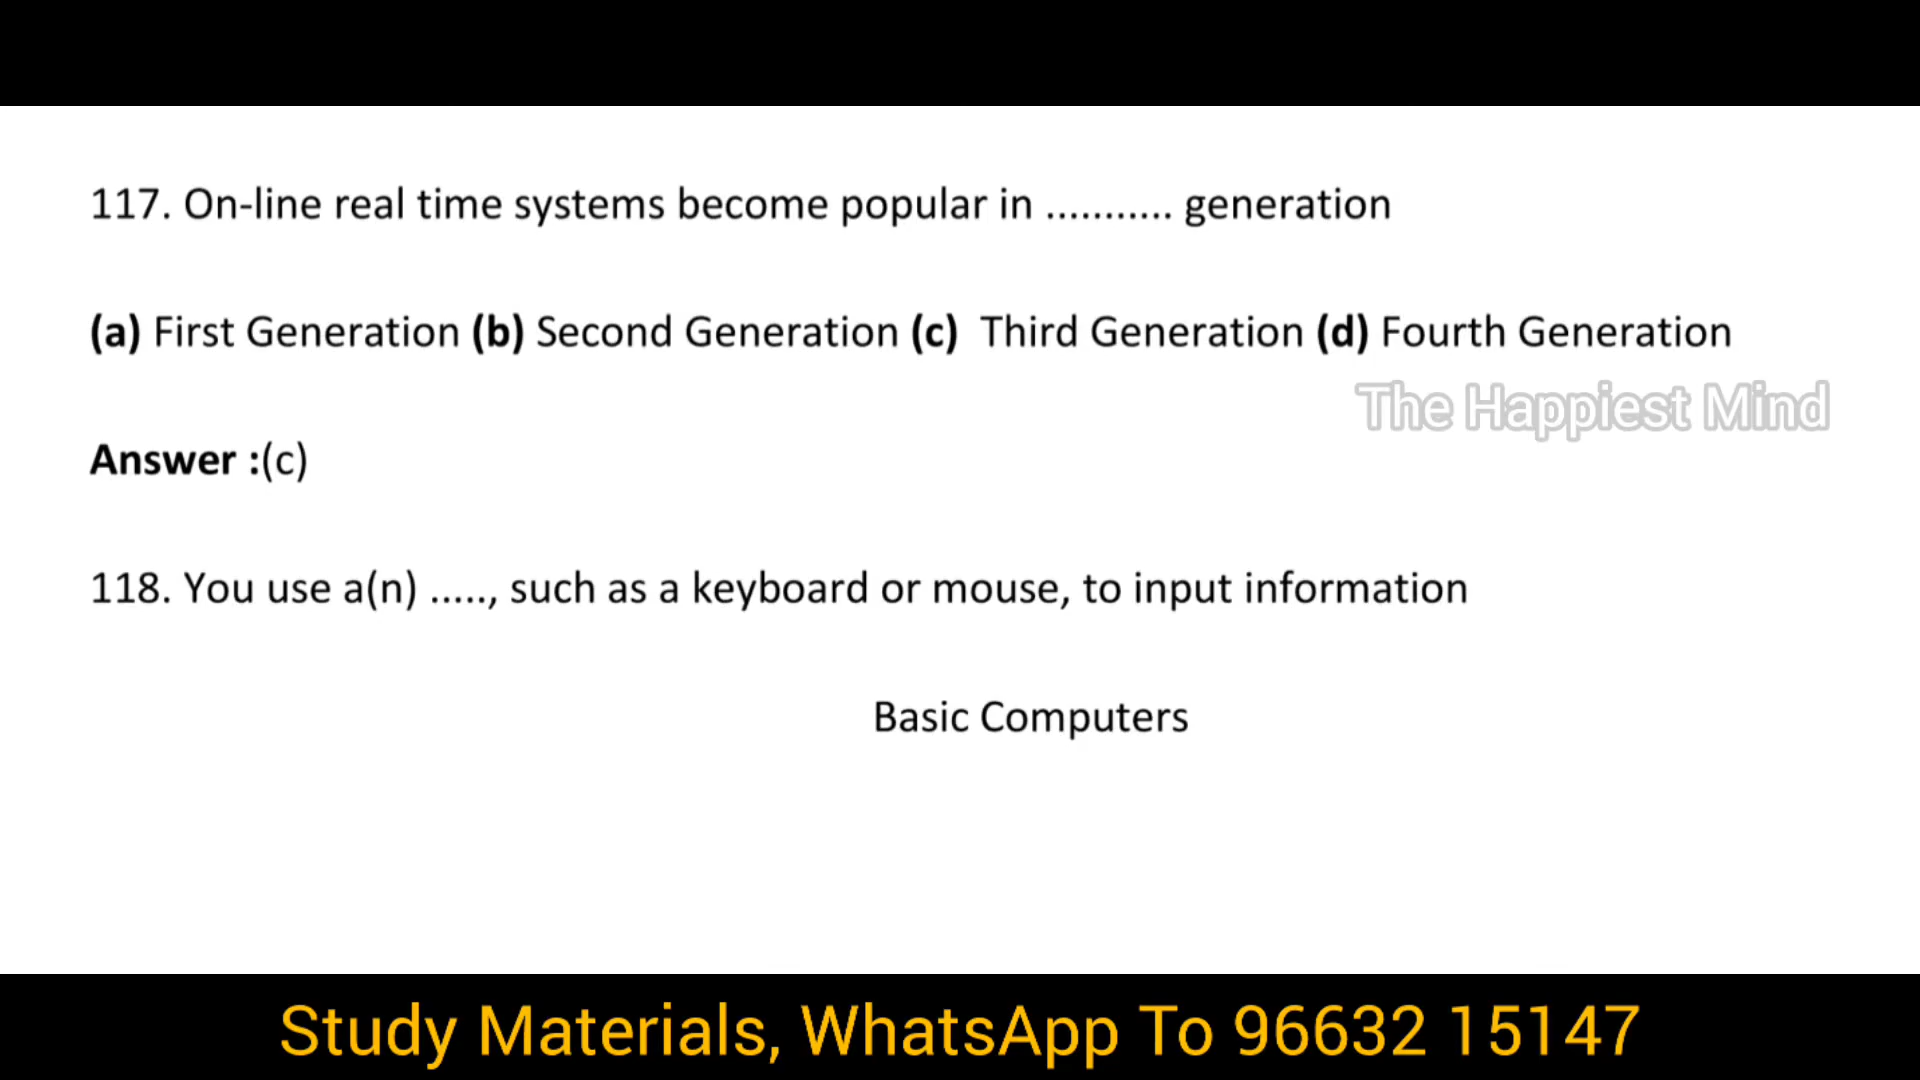 117. On-line real time systems become popular in ........... generation
(a) First Generation (b) Second Generation (c) Third Generation (d) Fourth Generation
The Happiest Mind
Answer :(c)
118. You use a(n) ....., such as a keyboard or mouse, to input information
Basic Computers
Study Materials, WhatsApp To 96632 15147